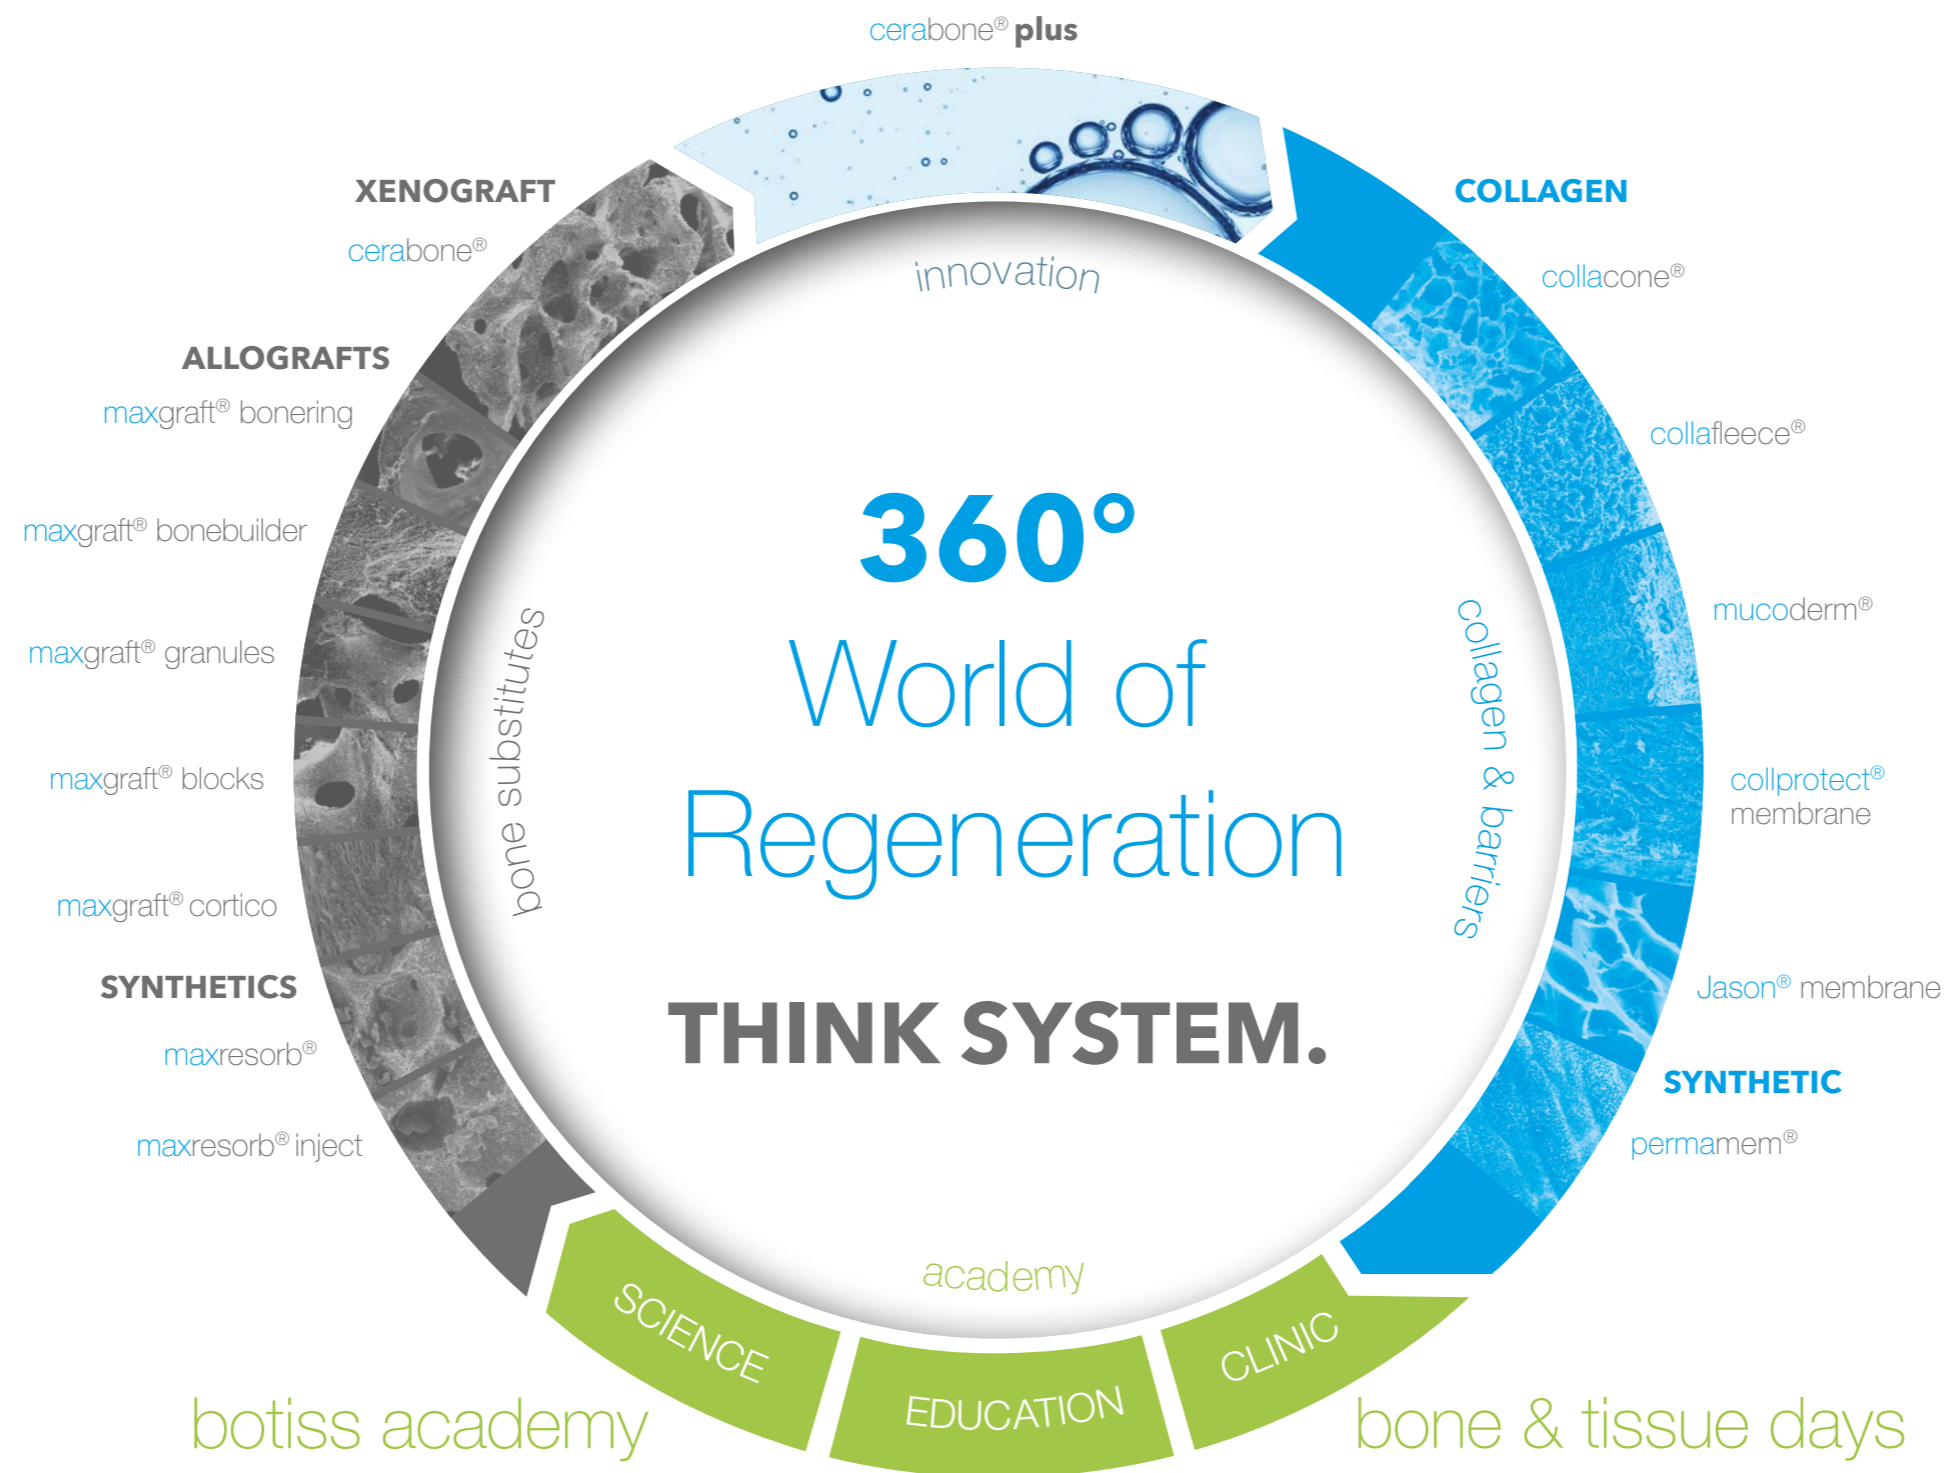 cerabone® plus
XENOGRAFT
cerabone®
ALLOGRAFTS
maxgraft® bonering
maxgraft® bonebuilder
maxgraft® granules
maxgraft® blocks
maxgraft® cortico
SYNTHETICS
maxresorb®
maxresorb® inject
innovation
bone substitutes
360°
World of
Regeneration
THINK SYSTEM.
collagen & barriers
academy
COLLAGEN
collacone®
collafleece®
mucoderm®
collprotect®
membrane
Jason® membrane
SYNTHETIC
permamem®
SCIENCE
EDUCATION
CLINIC
botiss academy
bone & tissue days